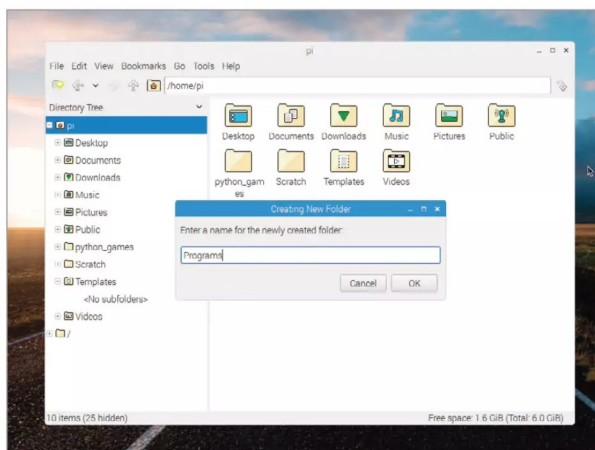 pi
File Edit View Bookmarks Go Tools Help
/home/pi
Directory Tree
pi
Desktop
Documents
Downloads
Music
Pictures
Public
python_games
Scratch
Templates
<No subfolders>
Videos
/
Desktop Documents Downloads Music Pictures Public
python_gam
es
Scratch Templates Videos
Creating New Folder
Enter a name for the newly created folder:
Programs
Cancel OK
10 items (25 hidden) Free space: 1.6 GiB (Total: 6.0 GiB)